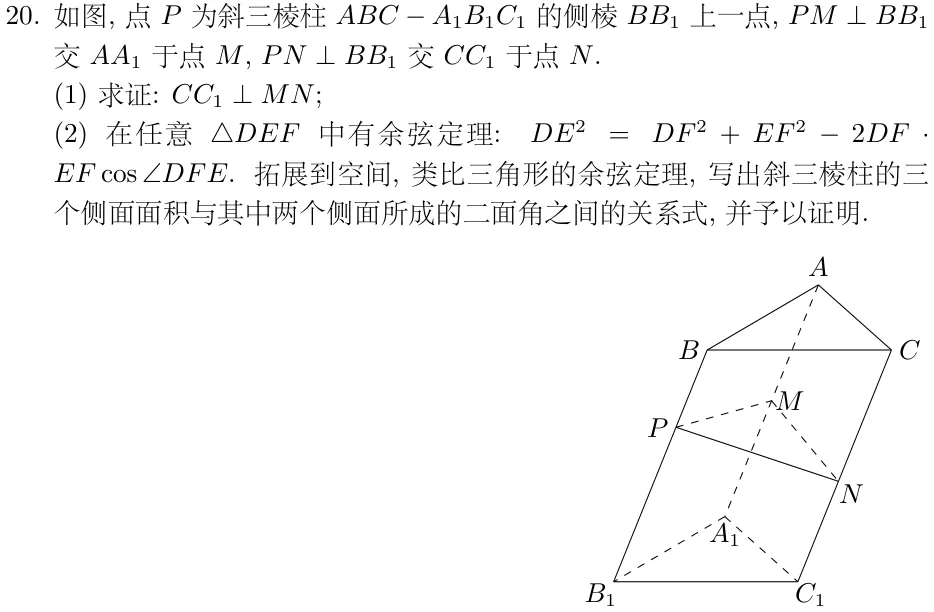 20. 如图, 点 P 为斜三棱柱 ABC − A₁B₁C₁ 的侧棱 BB₁ 上一点, PM ⊥ BB₁
交 AA₁ 于点 M, PN ⊥ BB₁ 交 CC₁ 于点 N.
(1) 求证: CC₁ ⊥ MN;
(2) 在任意 △DEF 中有余弦定理: DE² = DF² + EF² − 2DF ·
EF cos∠DFE. 拓展到空间, 类比三角形的余弦定理, 写出斜三棱柱的三
个侧面面积与其中两个侧面所成的二面角之间的关系式, 并予以证明.
A
B
C
M
P
N
A₁
B₁
C₁